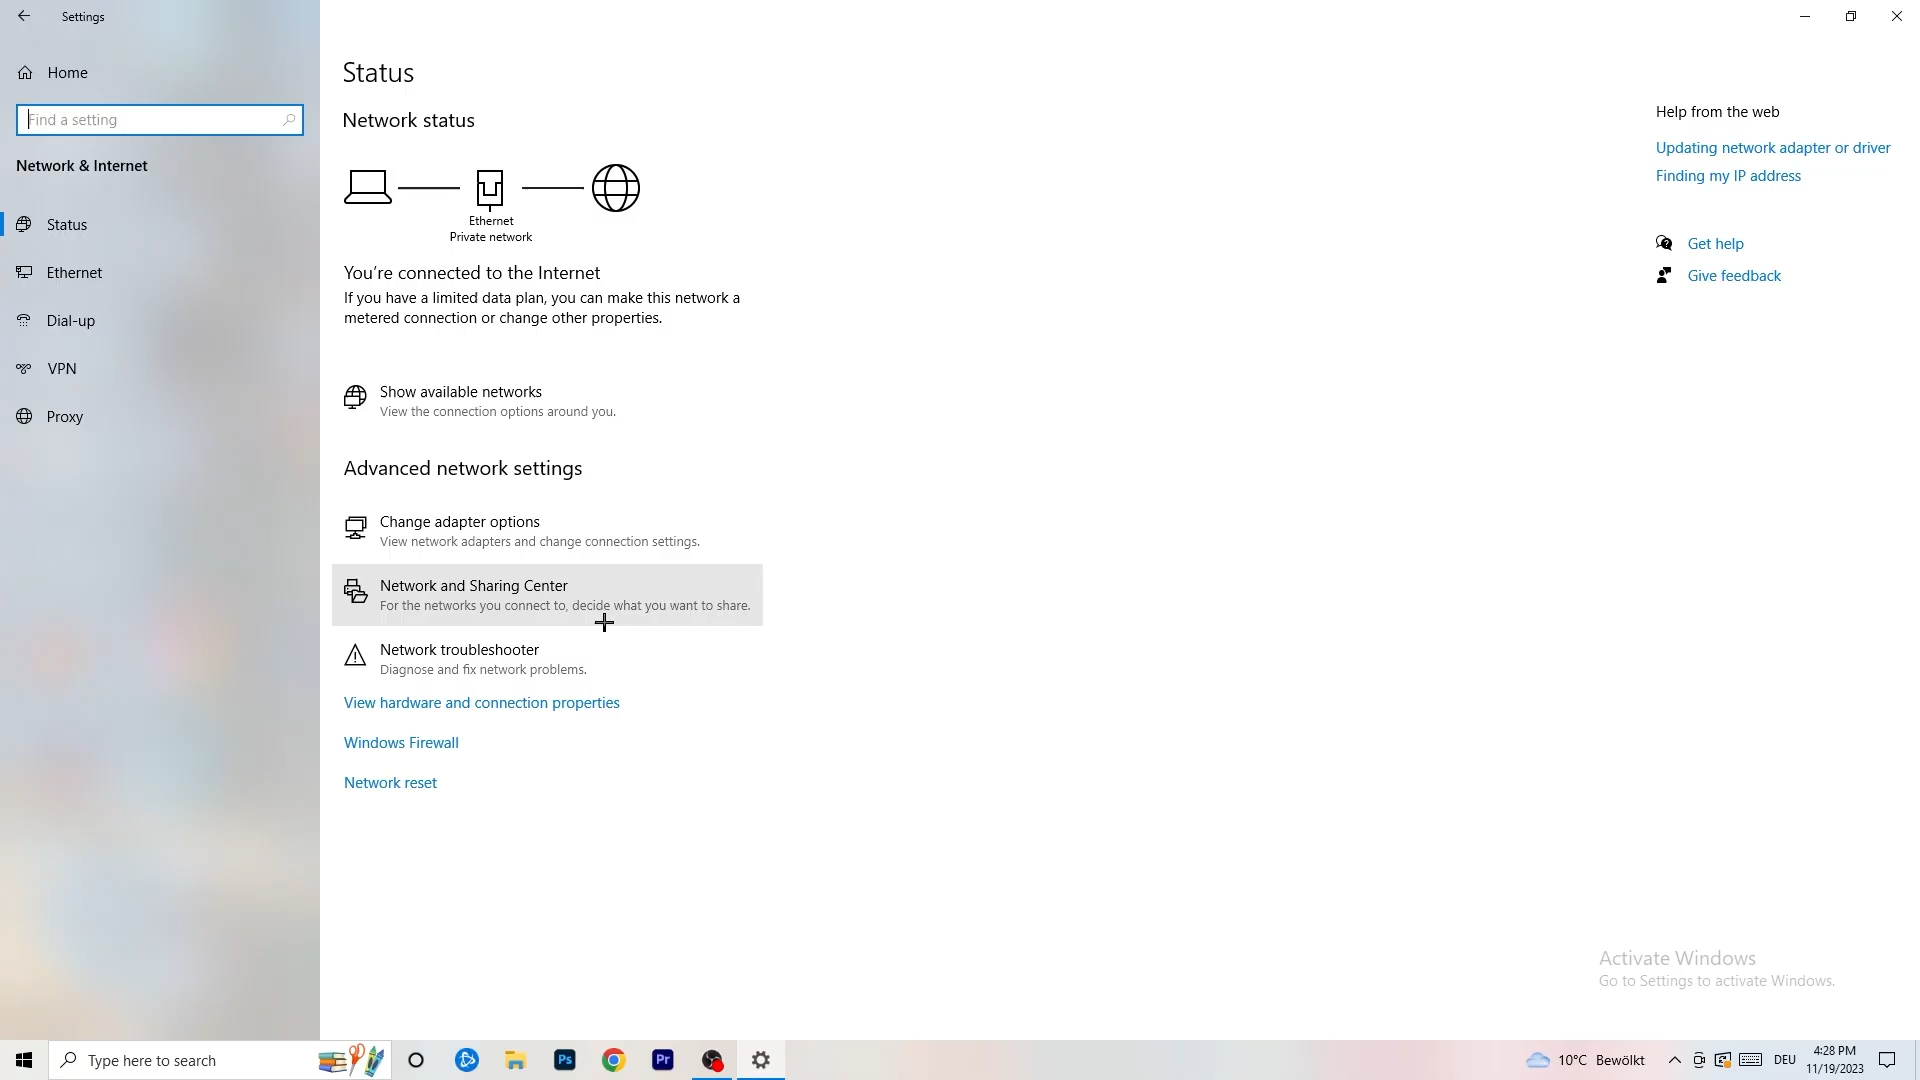 Settings
Home
Find a setting
Network & Internet
Status
Ethernet
Dial-up
VPN
Proxy
Status
Network status
Ethernet
Private network
You're connected to the Internet
If you have a limited data plan, you can make this network a
metered connection or change other properties.
Show available networks
View the connection options around you.
Advanced network settings
Change adapter options
View network adapters and change connection settings.
Network and Sharing Center
For the networks you connect to, decide what you want to share.
Network troubleshooter
Diagnose and fix network problems.
View hardware and connection properties
Windows Firewall
Network reset
Help from the web
Updating network adapter or driver
Finding my IP address
Get help
Give feedback
Activate Windows
Go to Settings to activate Windows.
Type here to search
Ps
Pr
10°C Bewölkt
DEU
4:28 PM
11/19/2023